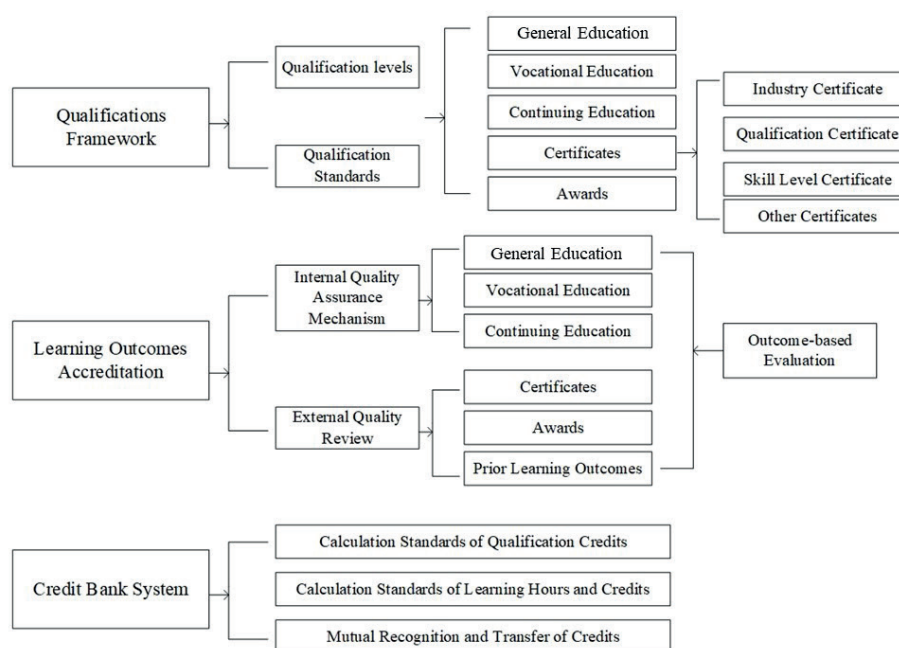 Qualifications
Framework
Qualification levels
Qualification
Standards
General Education
Vocational Education
Continuing Education
Certificates
Awards
Industry Certificate
Qualification Certificate
Skill Level Certificate
Other Certificates
Learning Outcomes
Accreditation
Internal Quality
Assurance
Mechanism
External Quality
Review
General Education
Vocational Education
Continuing Education
Certificates
Awards
Prior Learning Outcomes
Outcome-based
Evaluation
Credit Bank System
Calculation Standards of Qualification Credits
Calculation Standards of Learning Hours and Credits
Mutual Recognition and Transfer of Credits